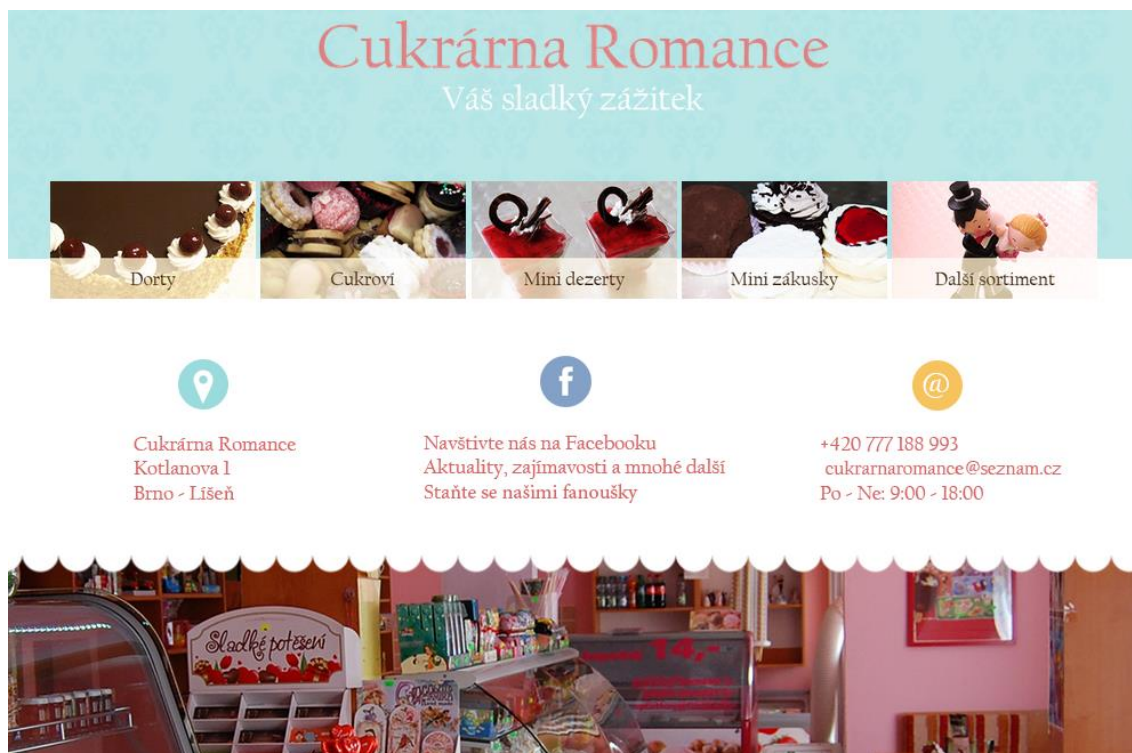 Cukrárna Romance
Váš sladký zážitek
Dorty
Cukroví
Mini dezerty
Mini zákusky
Další sortiment
f
@
Cukrárna Romance
Kotlanova 1
Brno - Líšeň
Navštivte nás na Facebooku
Aktuality, zajímavosti a mnohé další
Staňte se našimi fanoušky
+420 777 188 993
cukrarnaromance@seznam.cz
Po - Ne: 9:00 - 18:00
Sladké potěšení
14,-